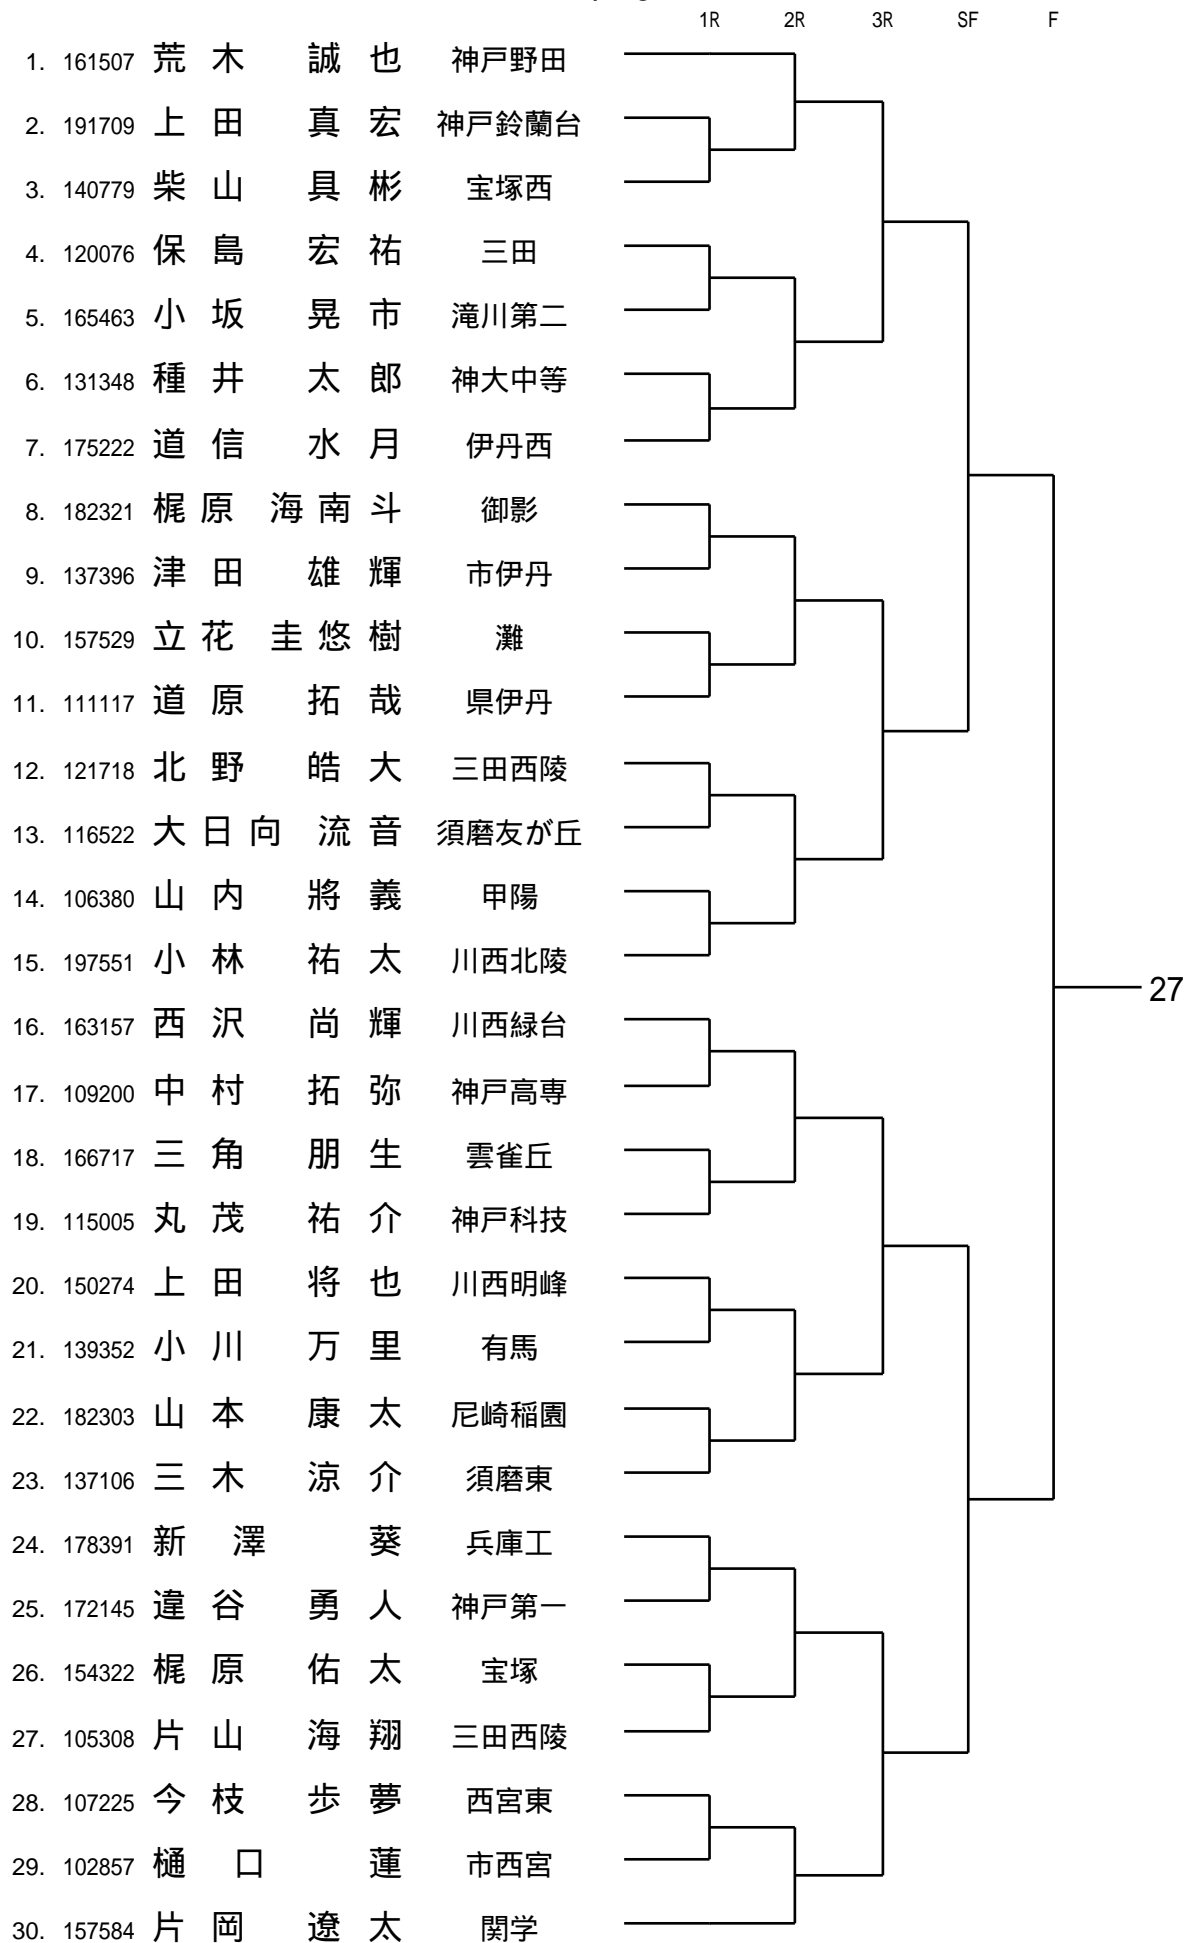 1R 2R 3R SF F
1. 161507 荒木 誠也 神戸野田
2. 191709 上田 真宏 神戸鈴蘭台
3. 140779 柴山 具彬 宝塚西
4. 120076 保島 宏祐 三田
5. 165463 小坂 晃市 滝川第二
6. 131348 種井 太郎 神大中等
7. 175222 道信 水月 伊丹西
8. 182321 梶原 海南斗 御影
9. 137396 津田 雄輝 市伊丹
10. 157529 立花 圭悠樹 灘
11. 111117 道原 拓哉 県伊丹
12. 121718 北野 皓大 三田西陵
13. 116522 大日向 流音 須磨友が丘
14. 106380 山内 將義 甲陽
15. 197551 小林 祐太 川西北陵
27
16. 163157 西沢 尚輝 川西緑台
17. 109200 中村 拓弥 神戸高専
18. 166717 三角 朋生 雲雀丘
19. 115005 丸茂 祐介 神戸科技
20. 150274 上田 将也 川西明峰
21. 139352 小川 万里 有馬
22. 182303 山本 康太 尼崎稲園
23. 137106 三木 涼介 須磨東
24. 178391 新澤 葵 兵庫工
25. 172145 違谷 勇人 神戸第一
26. 154322 梶原 佑太 宝塚
27. 105308 片山 海翔 三田西陵
28. 107225 今枝 歩夢 西宮東
29. 102857 樋口 蓮 市西宮
30. 157584 片岡 遼太 関学